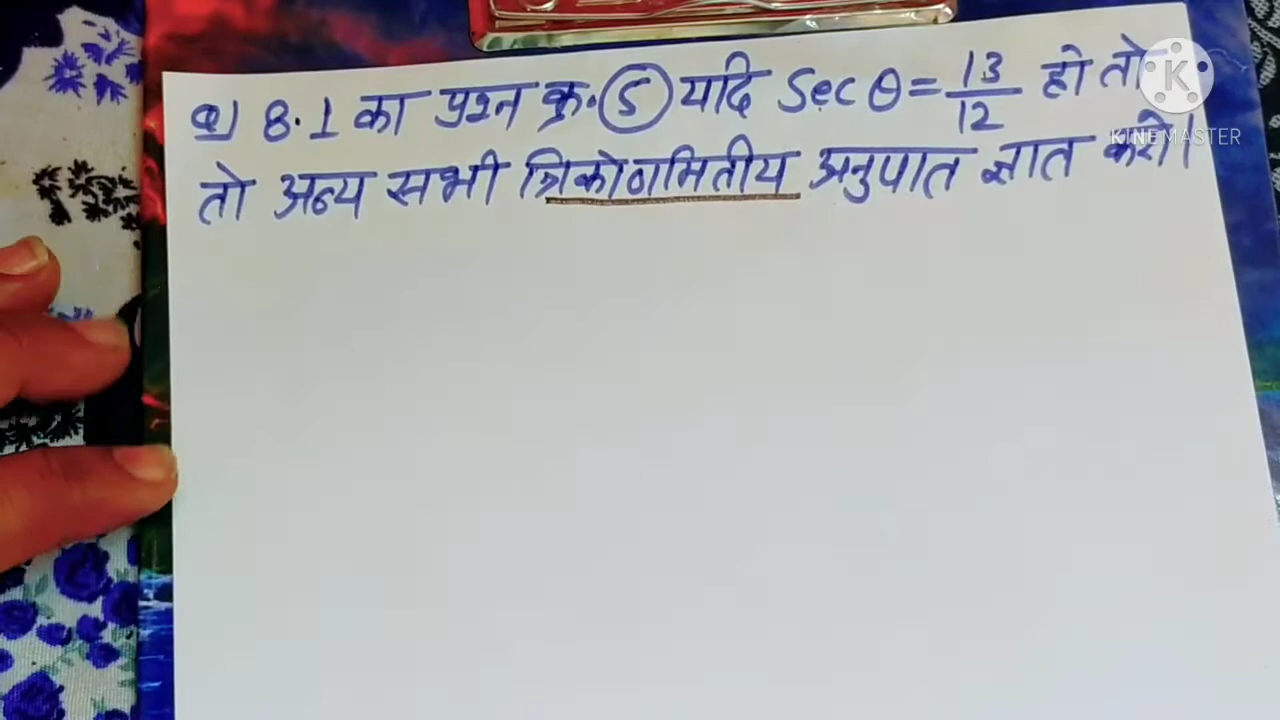 Q) 8.1 का प्रश्न क्र. 5 यदि Sec θ = 13/12 हो तो
तो अन्य सभी त्रिकोणमितीय अनुपात ज्ञात करो।
K
KINEMASTER